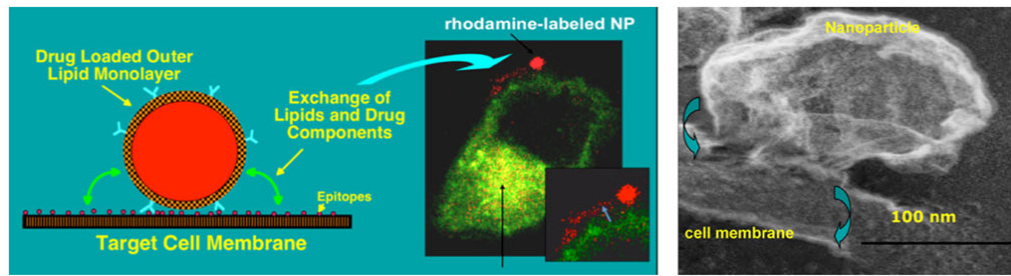 rhodamine-labeled NP
Drug Loaded Outer
Lipid Monolayer
Exchange of
Lipids and Drug
Components
Epitopes
Target Cell Membrane
Nanoparticle
100 nm
cell membrane